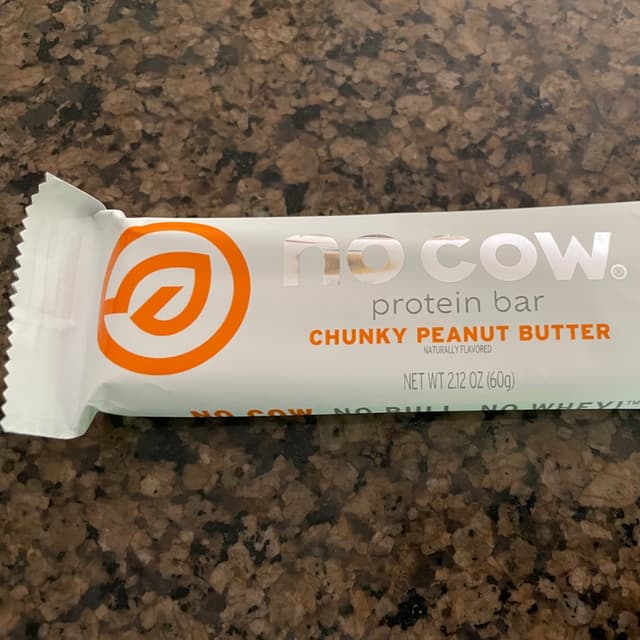 no cow.®
protein bar
CHUNKY PEANUT BUTTER
NATURALLY FLAVORED
NET WT 2.12 OZ (60g)
NO COW NO BULL NO WHEY!™